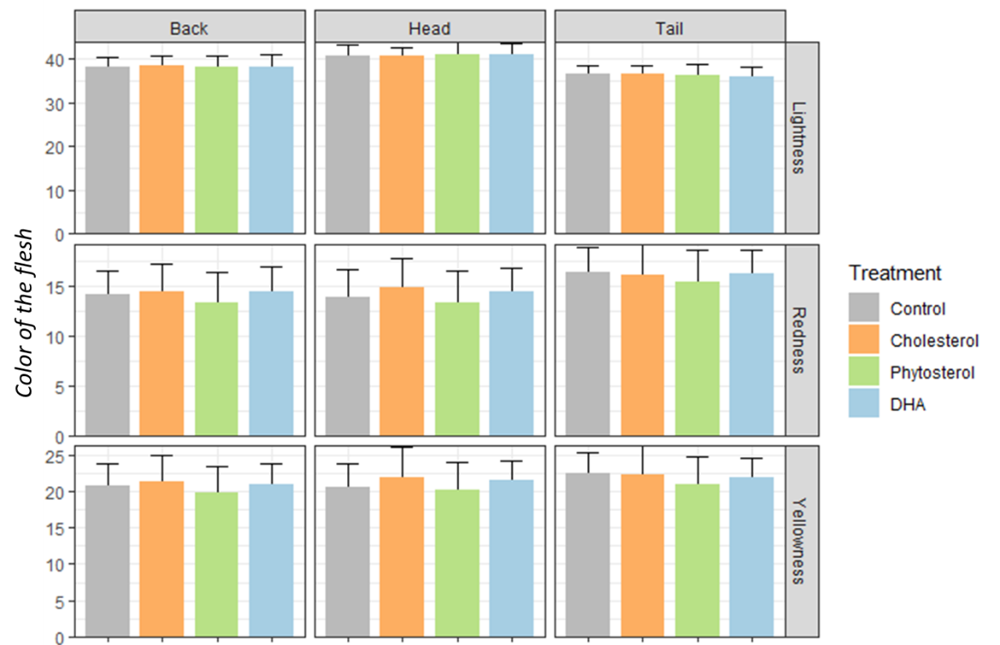 Back Head Tail
40
30
20
10
0
Lightness
15
10
5
0
Redness
25
20
15
10
5
0
Yellowness
Color of the flesh
Treatment
Control
Cholesterol
Phytosterol
DHA